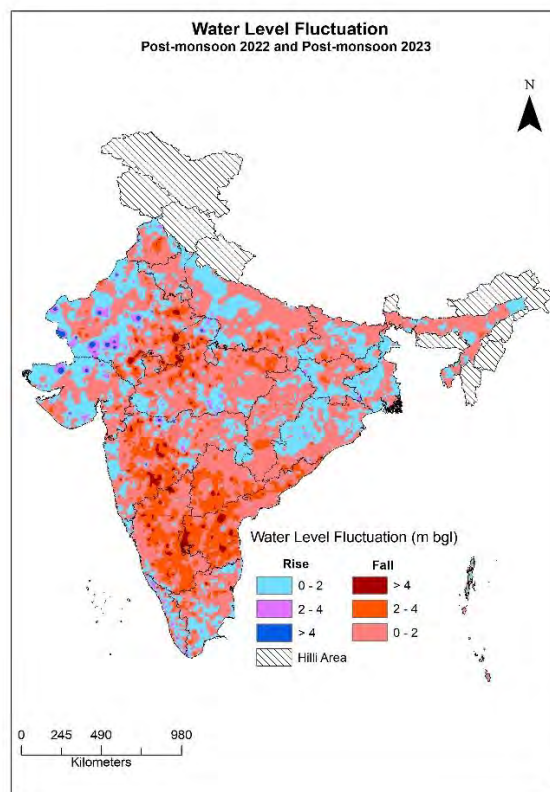 Water Level Fluctuation
Post-monsoon 2022 and Post-monsoon 2023
N
Water Level Fluctuation (m bgl)
Rise Fall
0 - 2 > 4
2 - 4 2 - 4
> 4 0 - 2
Hilli Area
0 245 490 980
Kilometers